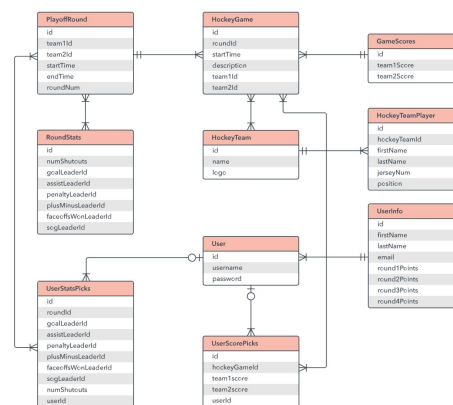 PlayoffRound
id
team1Id
team2Id
startTime
endTime
roundNum
HockeyGame
id
roundId
startTime
description
team1Id
team2Id
GameScores
id
team1Score
team2Score
RoundStats
id
numShutouts
goalLeaderId
assistLeaderId
penaltyLeaderId
plusMinusLeaderId
faceoffsWonLeaderId
sogLeaderId
HockeyTeam
id
name
logo
HockeyTeamPlayer
id
hockeyTeamId
firstName
lastName
jerseyNum
position
User
id
username
password
UserInfo
id
firstName
lastName
email
round1Points
round2Points
round3Points
round4Points
UserStatsPicks
id
roundId
goalLeaderId
assistLeaderId
penaltyLeaderId
plusMinusLeaderId
faceoffsWonLeaderId
sogLeaderId
numShutouts
userId
UserScorePicks
id
hockeyGameId
team1score
team2score
userId